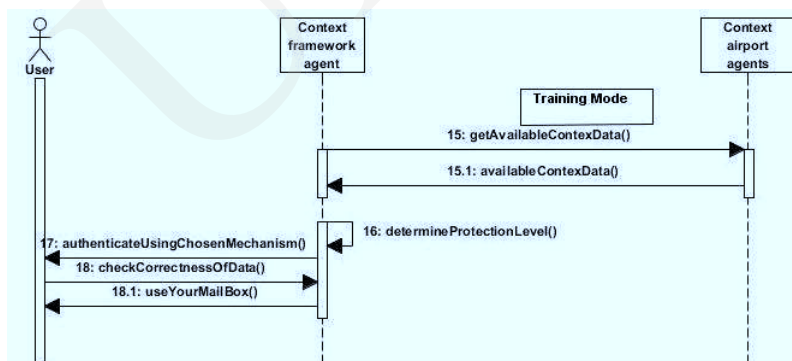 Context
framework
agent
Context
airport
agents
User
Training Mode
15: getAvailableContexData()
15.1: availableContexData()
16: determineProtectionLevel()
17: authenticateUsingChosenMechanism()
18: checkCorrectnessOfData()
18.1: useYourMailBox()